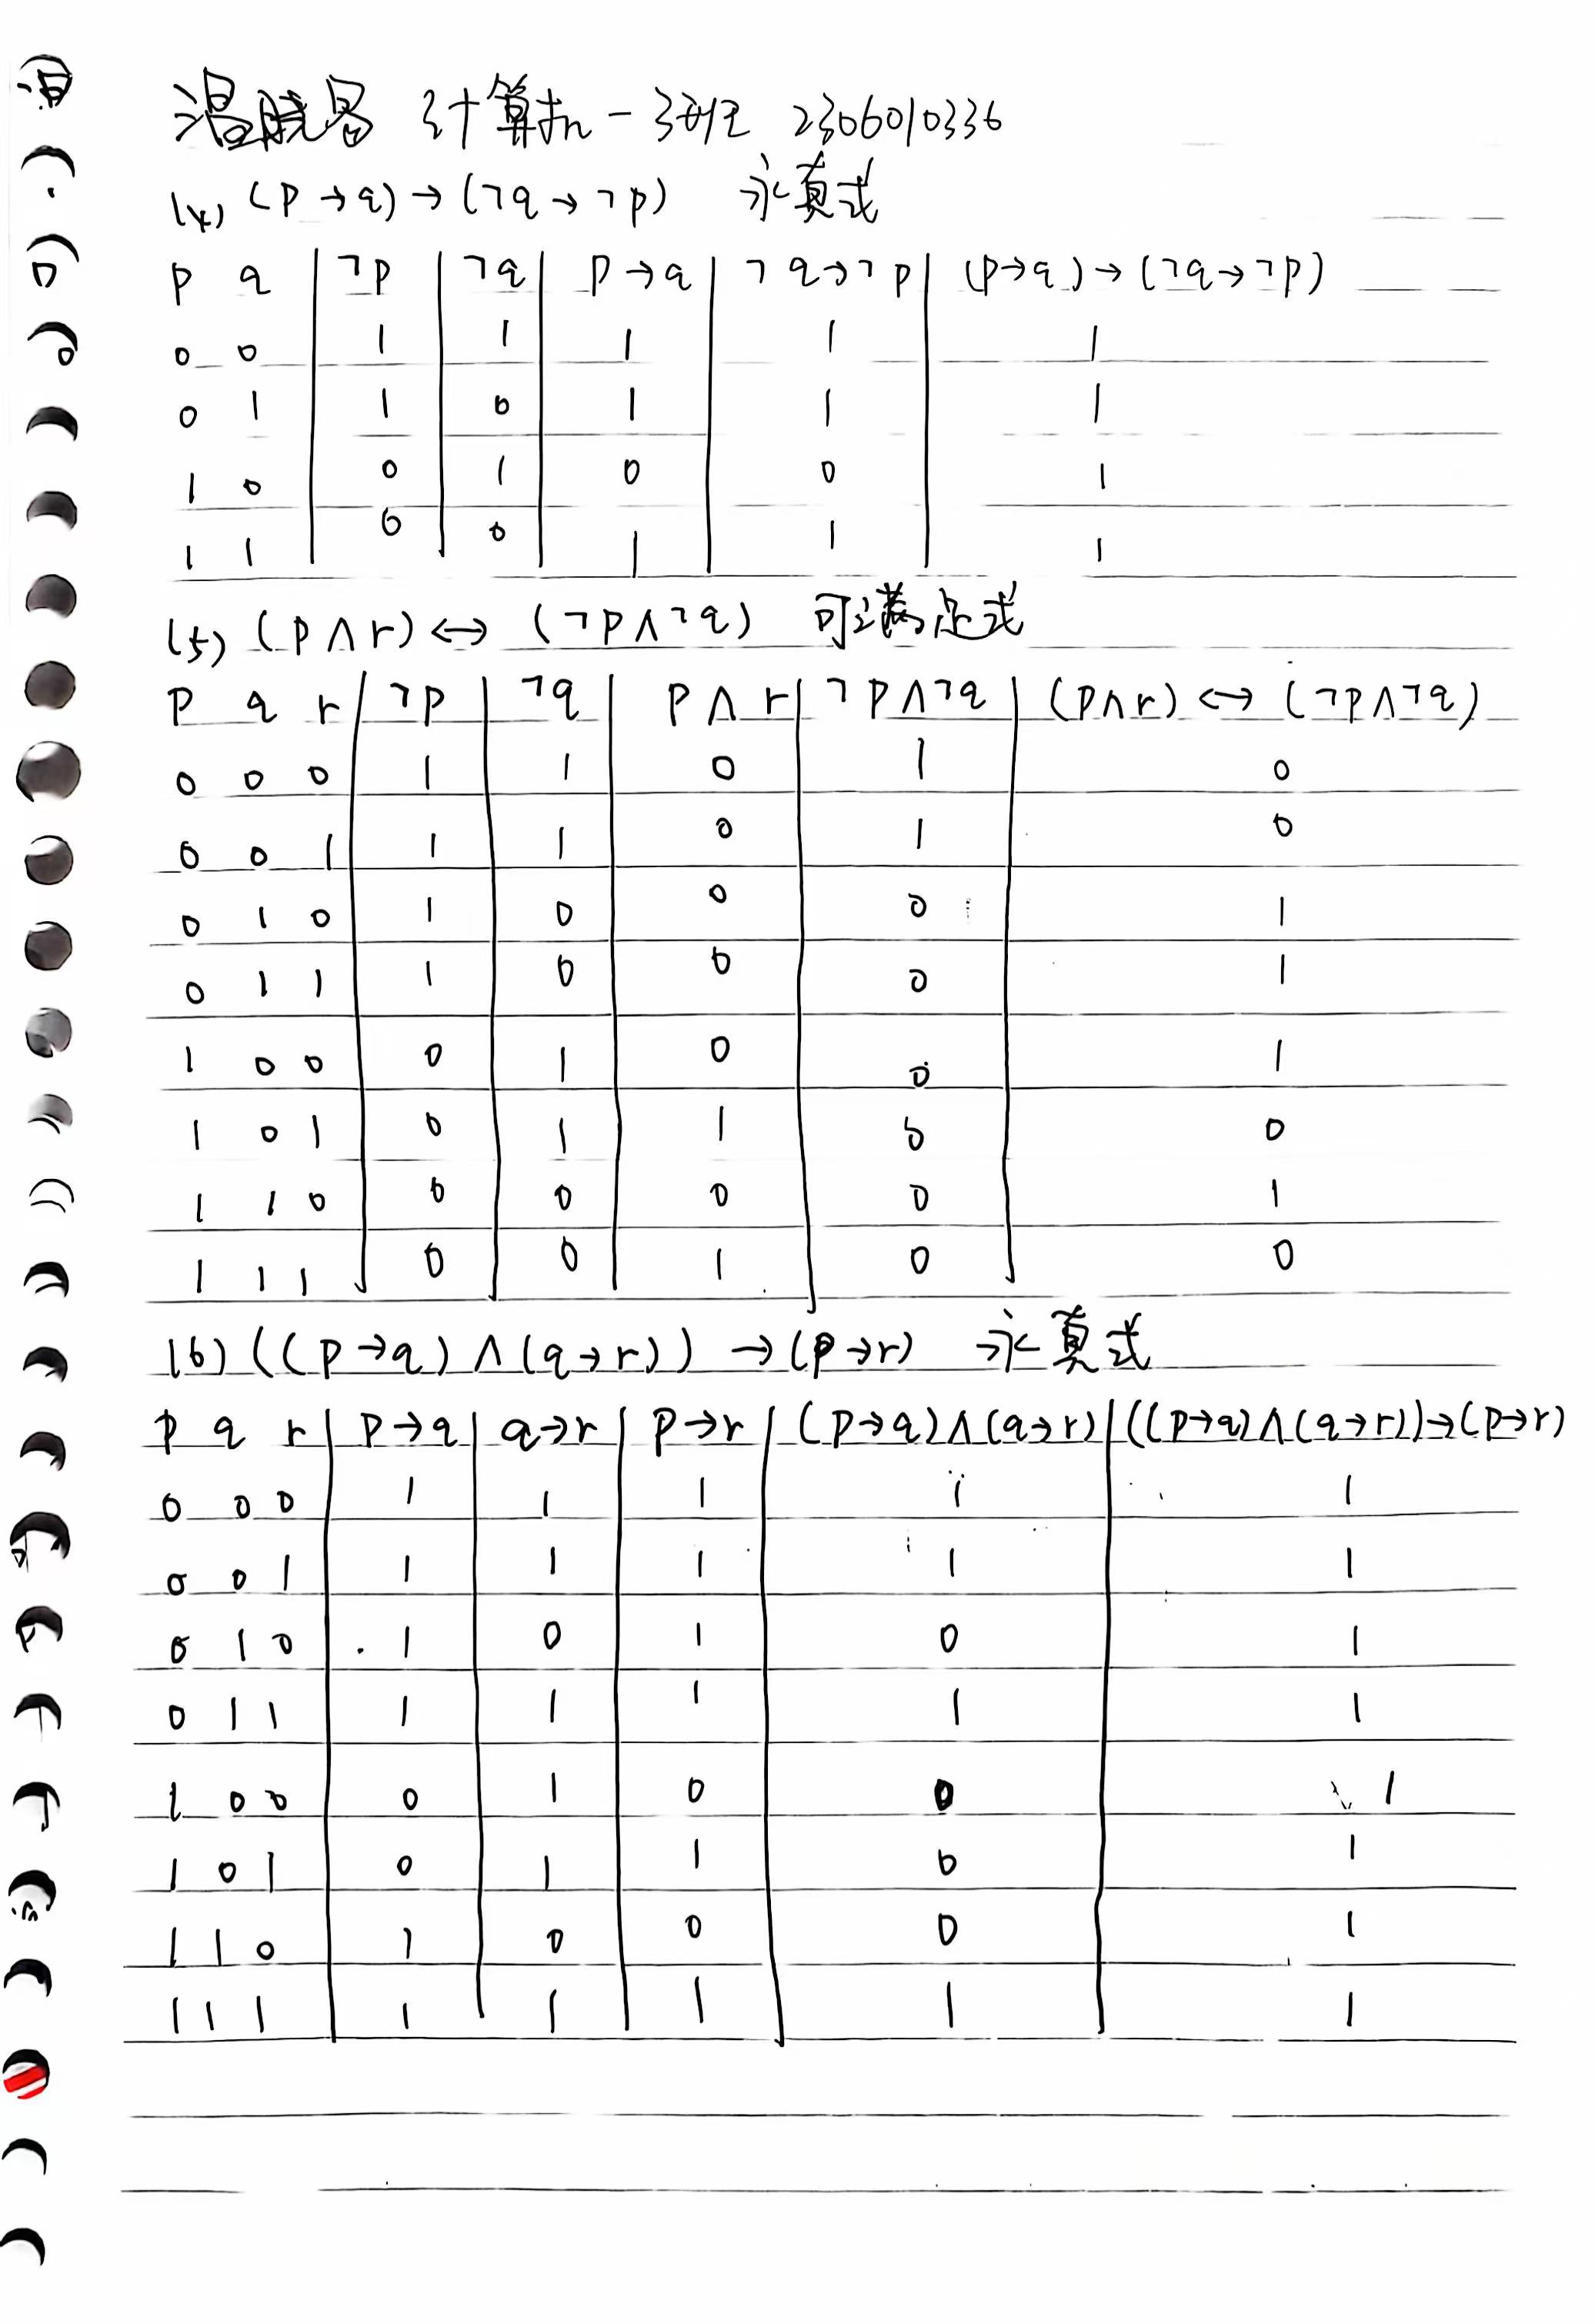 温晓 计算机一3班 2306010336
(4) (p→q)→(¬q→¬p) 永真式
p q ¬p ¬q p→q ¬q→¬p (p→q)→(¬q→¬p)
0 0 1 1 1 1 1
0 1 1 0 1 1 1
1 0 0 1 0 0 1
1 1 0 0 1 1 1
(5) (p∧r)↔(¬p∧¬q) 可满足式
p q r ¬p ¬q p∧r ¬p∧¬q (p∧r)↔(¬p∧¬q)
0 0 0 1 1 0 1 0
0 0 1 1 1 0 1 0
0 1 0 1 0 0 0 1
0 1 1 1 0 0 0 1
1 0 0 0 1 0 0 1
1 0 1 0 1 1 0 0
1 1 0 0 0 0 0 1
1 1 1 0 0 1 0 0
(6) ((p→q)∧(q→r))→(p→r) 永真式
p q r p→q q→r p→r (p→q)∧(q→r) ((p→q)∧(q→r))→(p→r)
0 0 0 1 1 1 1 1
0 0 1 1 1 1 1 1
0 1 0 1 0 1 0 1
0 1 1 1 1 1 1 1
1 0 0 0 1 0 0 1
1 0 1 0 1 1 0 1
1 1 0 1 0 0 0 1
1 1 1 1 1 1 1 1